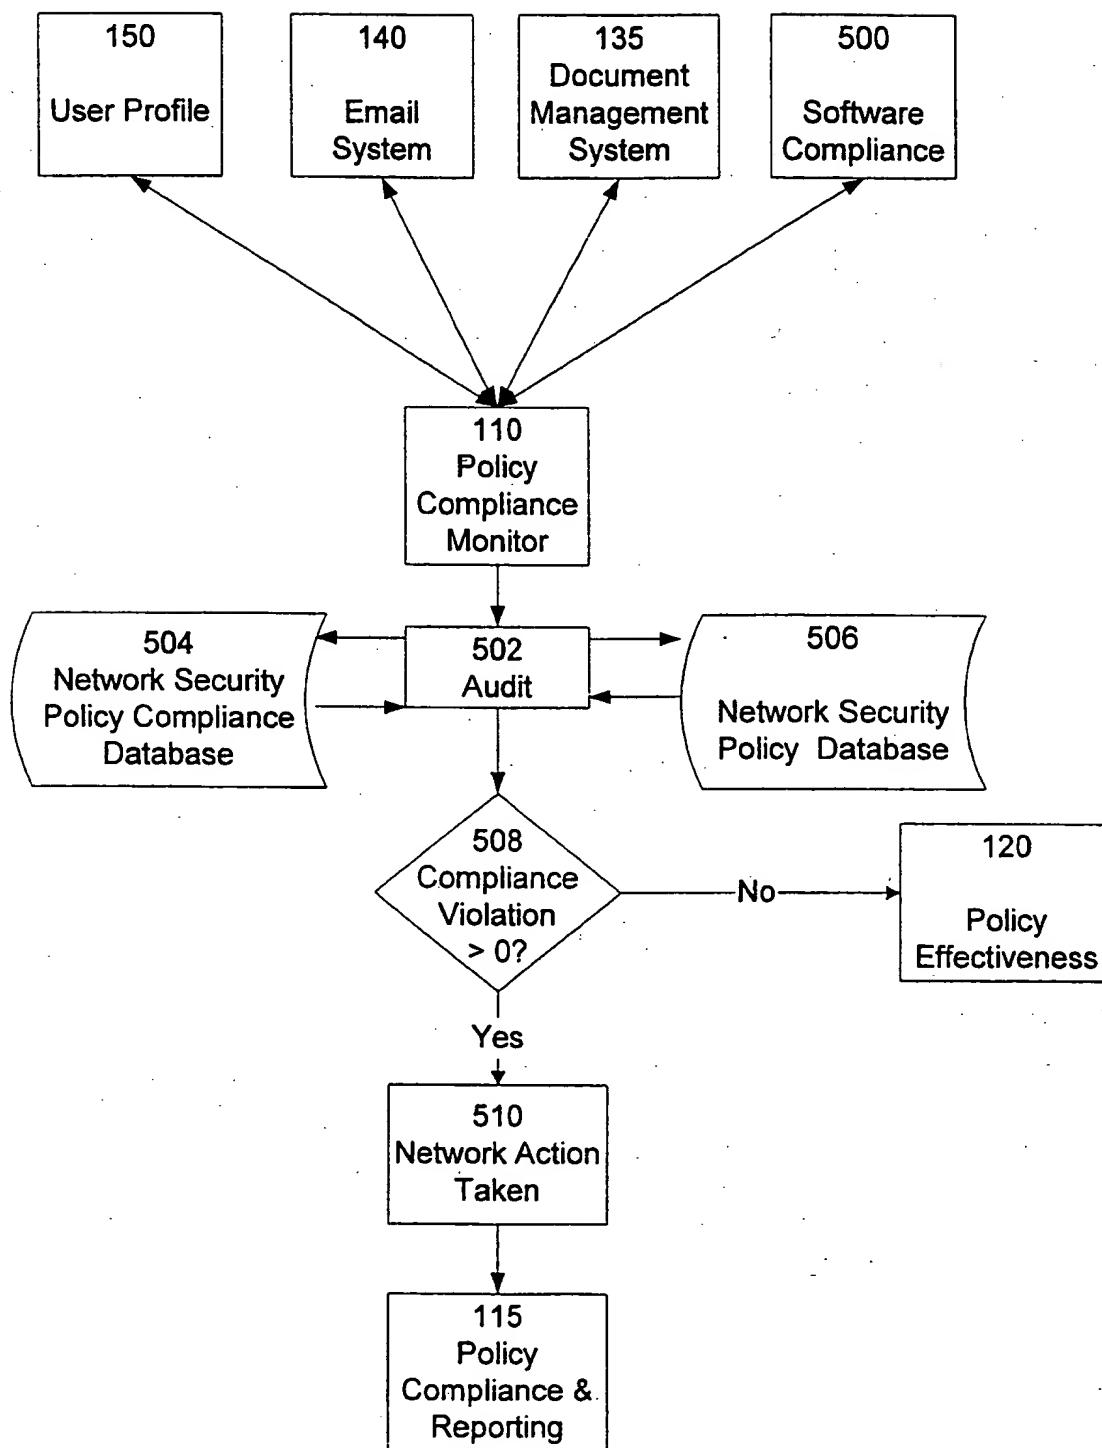 150
User Profile
140
Email
System
135
Document
Management
System
500
Software
Compliance
110
Policy
Compliance
Monitor
504
Network Security
Policy Compliance
Database
502
Audit
506
Network Security
Policy Database
508
Compliance
Violation
> 0?
No
120
Policy
Effectiveness
Yes
510
Network Action
Taken
115
Policy
Compliance &
Reporting